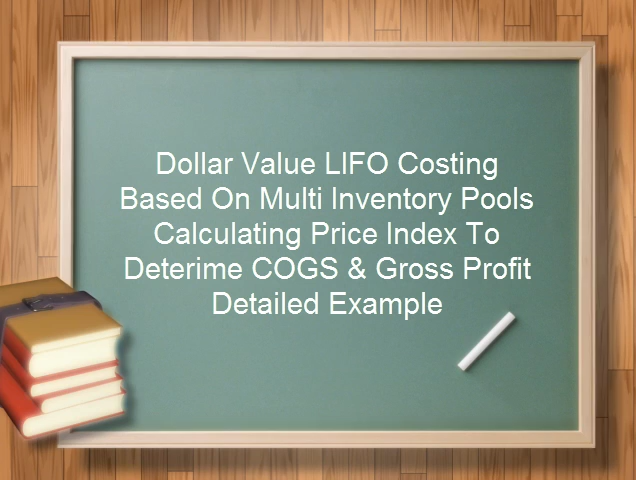 Dollar Value LIFO Costing
Based On Multi Inventory Pools
Calculating Price Index To
Deterime COGS & Gross Profit
Detailed Example